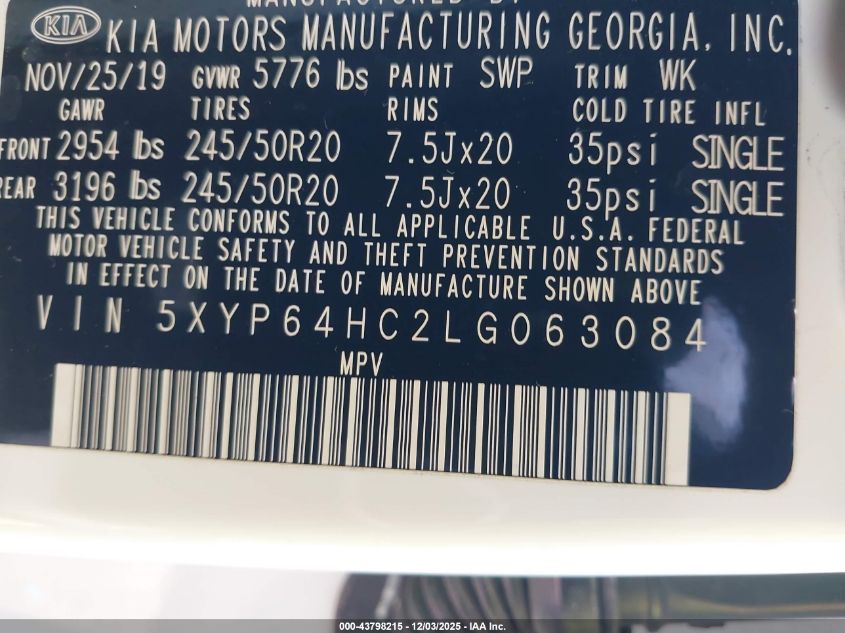 MANUFACTURED BY
KIA KIA MOTORS MANUFACTURING GEORGIA, INC.
NOV/25/19 GVWR 5776 lbs PAINT SWP TRIM WK
GAWR TIRES RIMS COLD TIRE INFL
FRONT 2954 lbs 245/50R20 7.5Jx20 35psi SINGLE
REAR 3196 lbs 245/50R20 7.5Jx20 35psi SINGLE
THIS VEHICLE CONFORMS TO ALL APPLICABLE U.S.A. FEDERAL
MOTOR VEHICLE SAFETY AND THEFT PREVENTION STANDARDS
IN EFFECT ON THE DATE OF MANUFACTURE SHOWN ABOVE
VIN 5XYP64HC2LG063084
MPV
000-43798215 - 12/03/2025 - IAA Inc.